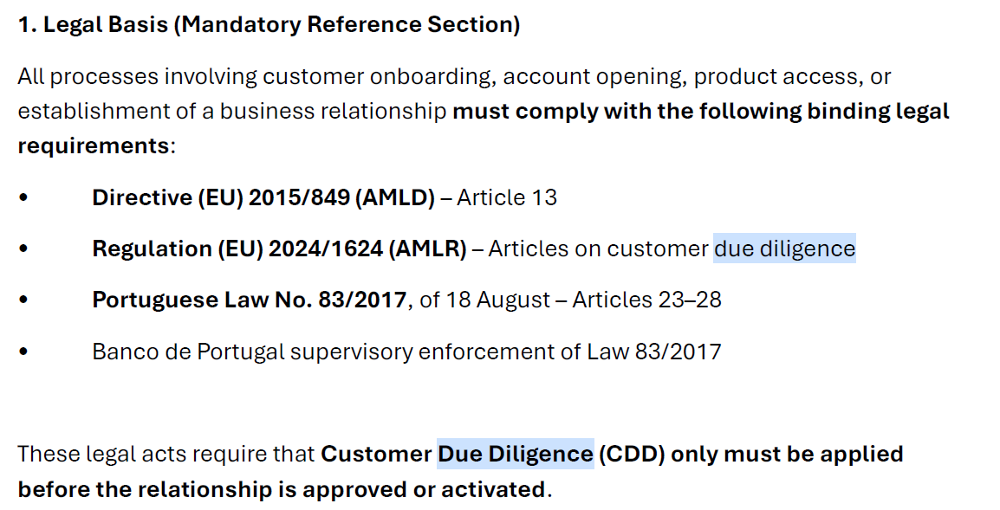 1. Legal Basis (Mandatory Reference Section)
All processes involving customer onboarding, account opening, product access, or
establishment of a business relationship must comply with the following binding legal
requirements:
• Directive (EU) 2015/849 (AMLD) – Article 13
• Regulation (EU) 2024/1624 (AMLR) – Articles on customer due diligence
• Portuguese Law No. 83/2017, of 18 August – Articles 23–28
• Banco de Portugal supervisory enforcement of Law 83/2017
These legal acts require that Customer Due Diligence (CDD) only must be applied
before the relationship is approved or activated.